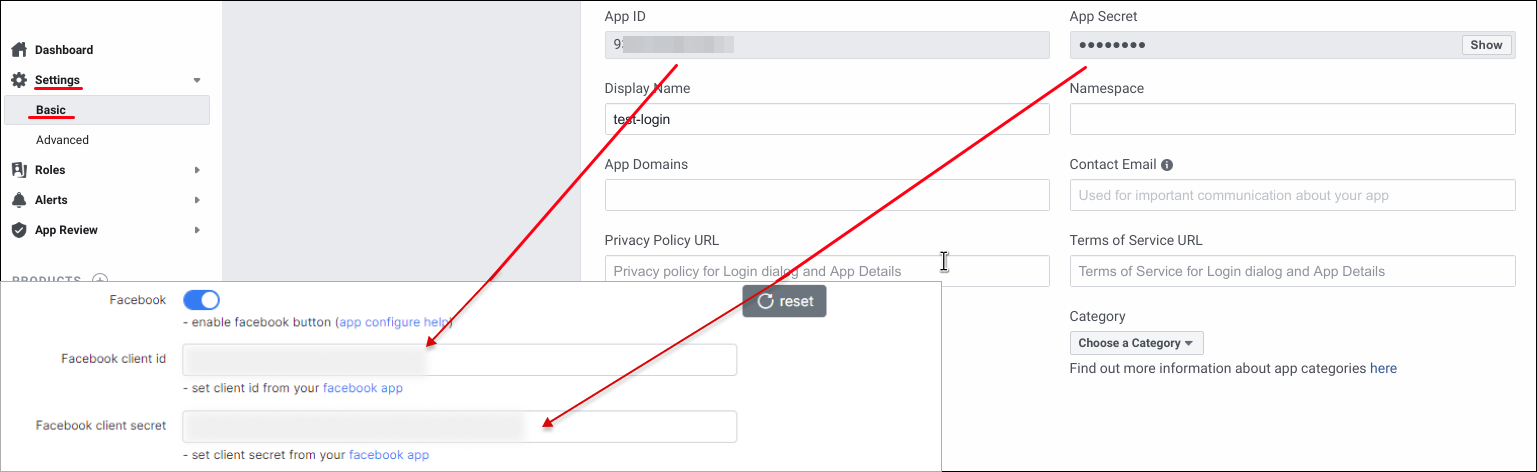 Dashboard
Settings
Basic
Advanced
Roles
Alerts
App Review
PRODUCTS
App ID
App Secret
••••••••
Show
Display Name
test-login
Namespace
App Domains
Contact Email
Used for important communication about your app
Privacy Policy URL
Privacy policy for Login dialog and App Details
Terms of Service URL
Terms of Service for Login dialog and App Details
Category
Choose a Category
Find out more information about app categories here
Facebook
reset
- enable facebook button (app configure help)
Facebook client id
- set client id from your facebook app
Facebook client secret
- set client secret from your facebook app